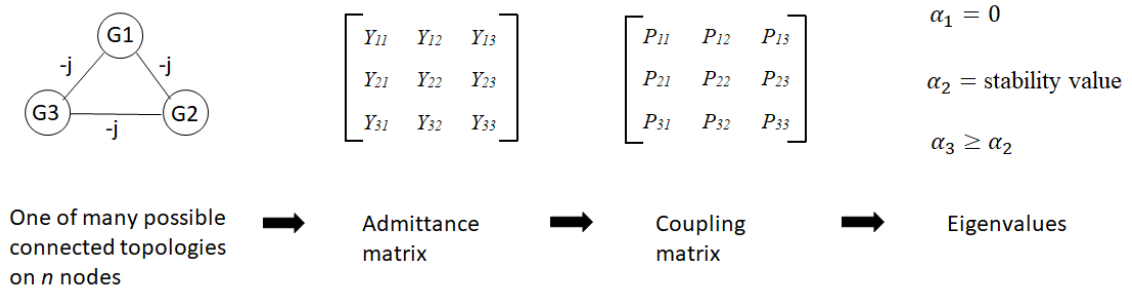 G1
-j
-j
G3
G2
-j
Y11 Y12 Y13
Y21 Y22 Y23
Y31 Y32 Y33
P11 P12 P13
P21 P22 P23
P31 P32 P33
α₁ = 0
α₂ = stability value
α₃ ≥ α₂
One of many possible
connected topologies
on n nodes
Admittance
matrix
Coupling
matrix
Eigenvalues